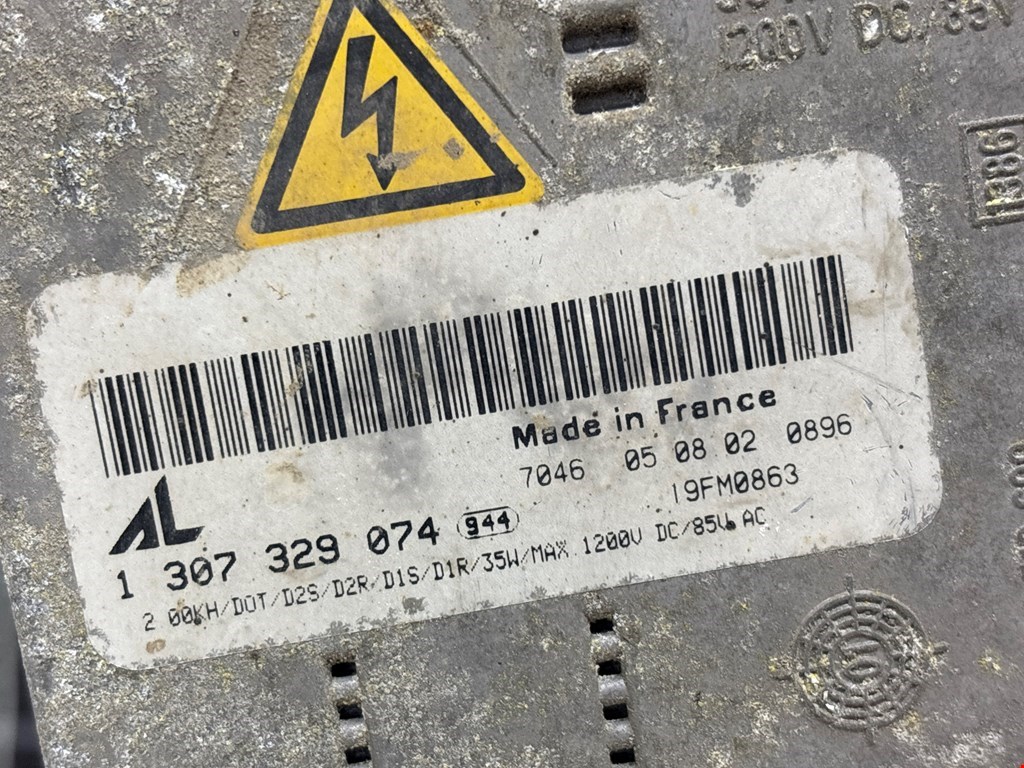 1200V DC/85V
1386
Made in France
7046 05 08 02 0896
19FM0863
AL
1 307 329 074 944
2 00KH/DOT/D2S/D2R/D1S/D1R/35W/MAX 1200V DC/85V AC